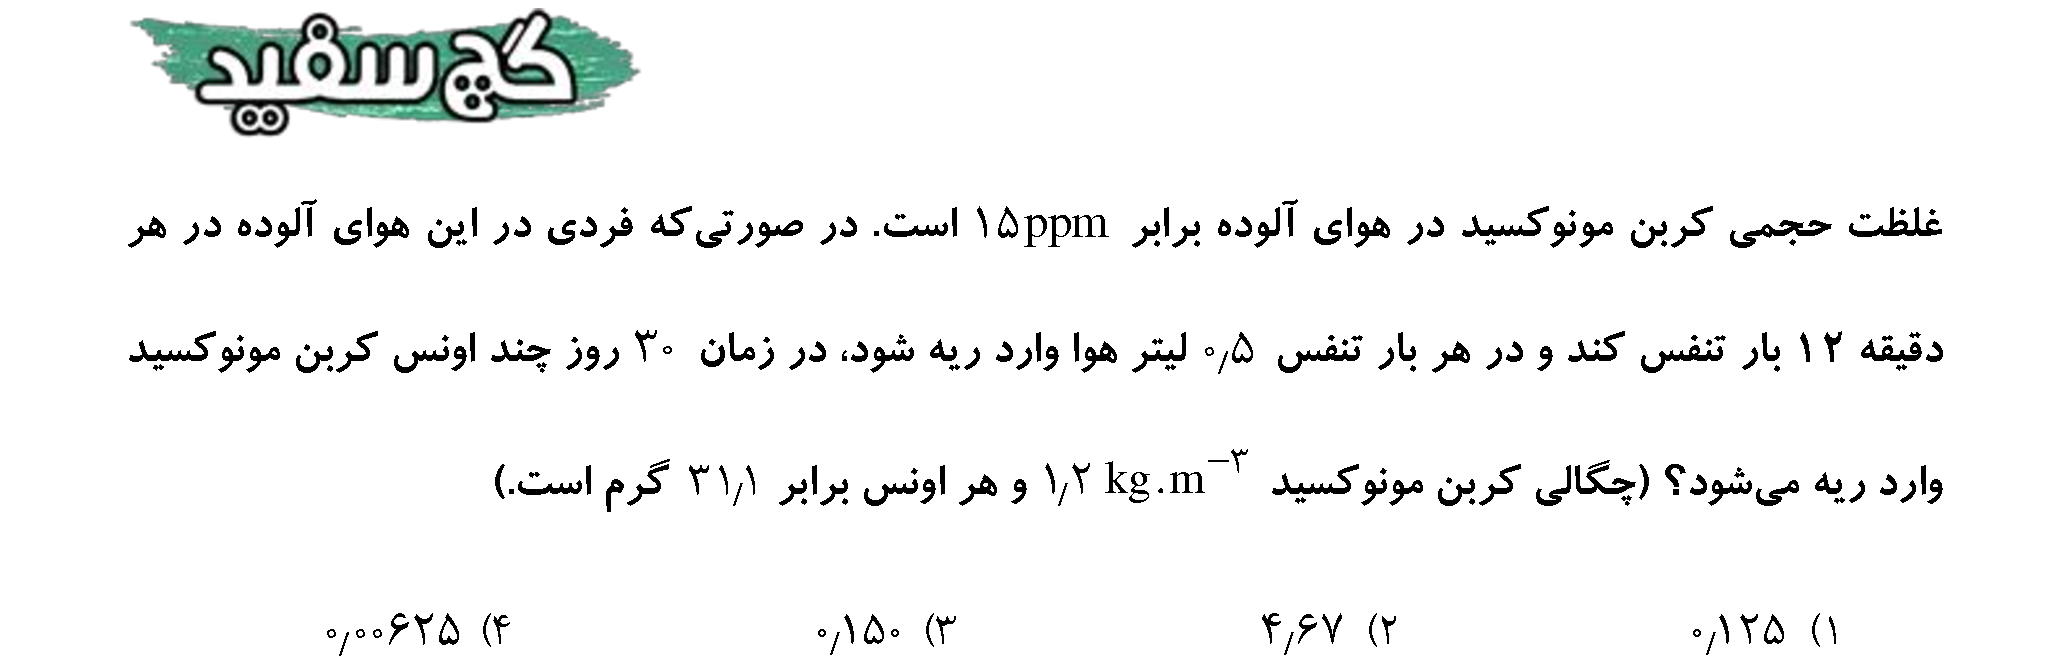 گچ سفید
غلظت حجمی کربن مونوکسید در هوای آلوده برابر ۱۵ppm است. در صورتی‌که فردی در این هوای آلوده در هر
دقیقه ۱۲ بار تنفس کند و در هر بار تنفس ۰٫۵ لیتر هوا وارد ریه شود، در زمان ۳۰ روز چند اونس کربن مونوکسید
وارد ریه می‌شود؟ (چگالی کربن مونوکسید ۱٫۲ kg.m⁻³ و هر اونس برابر ۳۱٫۱ گرم است.)
۱) ۰٫۱۲۵ ۲) ۴٫۶۷ ۳) ۰٫۱۵۰ ۴) ۰٫۰۰۶۲۵